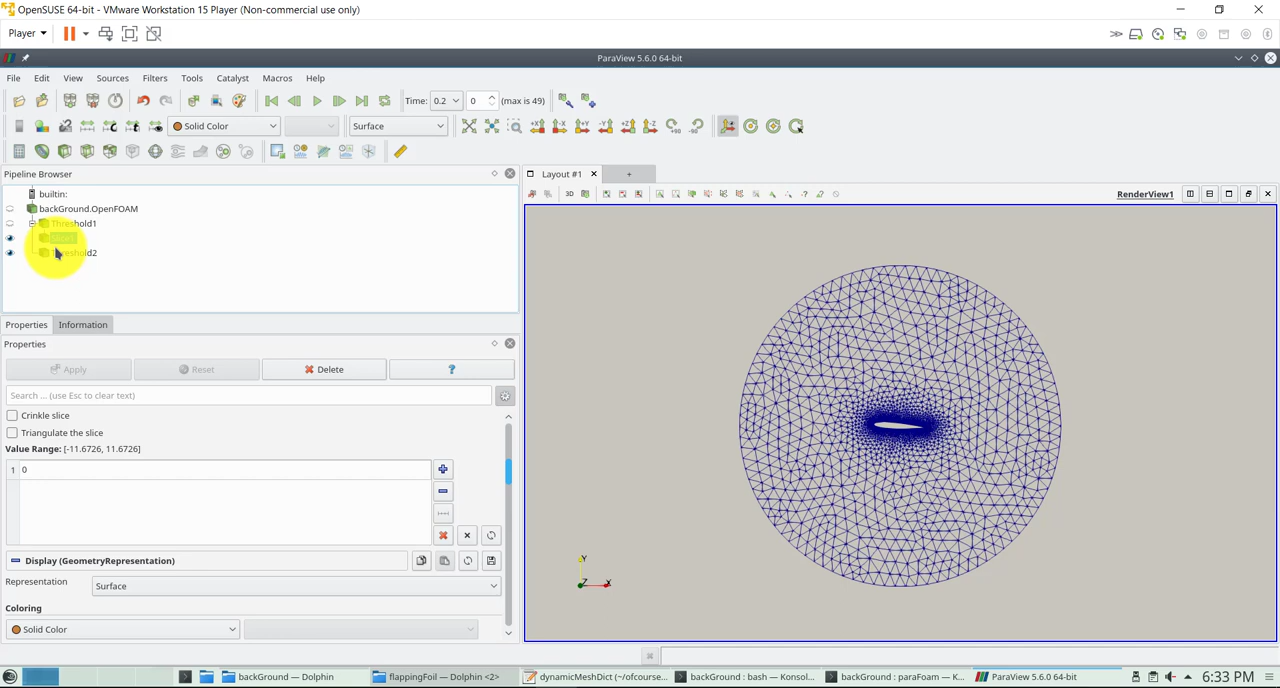 OpenSUSE 64-bit - VMware Workstation 15 Player (Non-commercial use only)
Player
ParaView 5.6.0 64-bit
File Edit View Sources Filters Tools Catalyst Macros Help
Time: 0.2 0 (max is 49)
Solid Color Surface
Pipeline Browser
Layout #1
+
builtin:
3D
RenderView1
backGround.OpenFOAM
Threshold1
Threshold2
Properties Information
Properties
Apply Reset Delete ?
Search ... (use Esc to clear text)
Crinkle slice
Triangulate the slice
Value Range: [-11.6726, 11.6726]
1 0
Display (GeometryRepresentation)
Representation Surface
Coloring
Solid Color
Y
Z X
backGround — Dolphin
flappingFoil — Dolphin <2>
dynamicMeshDict (~/ofcourse...
backGround : bash — Konsol...
backGround : paraFoam — K...
ParaView 5.6.0 64-bit
6:33 PM